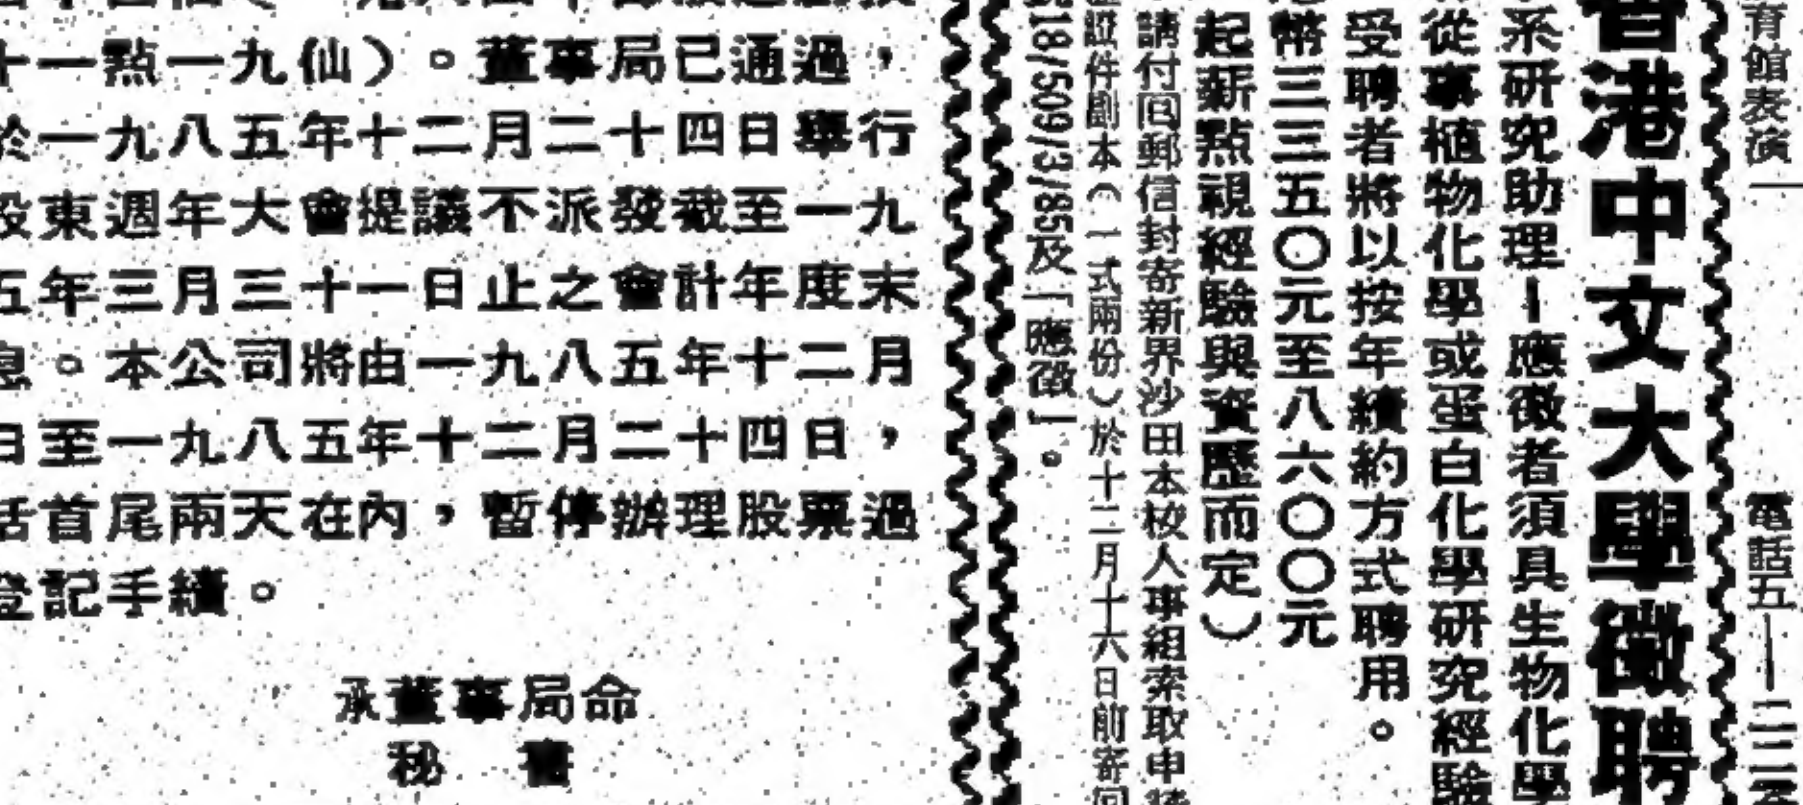 十一點一九仙）。董事局已通過，
於一九八五年十二月二十四日舉行
股東週年大會提議不派發截至一九
五年三月三十一日止之會計年度末
息。本公司將由一九八五年十二月
日至一九八五年十二月二十四日，
括首尾兩天在內，暫停辦理股票過
登記手續。
承董事局命
秘　書
育館表演一
電話五——二二
香港中文大學徵聘
系研究助理—應徵者須具生物化學
從事植物化學或蛋白化學研究經驗
受聘者將以按年續約方式聘用。
幣三三五〇元至八六〇〇元
起薪點視經驗與資歷而定）
請付回郵信封寄新界沙田本校人事組索取申
證件副本（一式兩份）於十二月十六日前寄回
18/509/3/85及「應徵」。